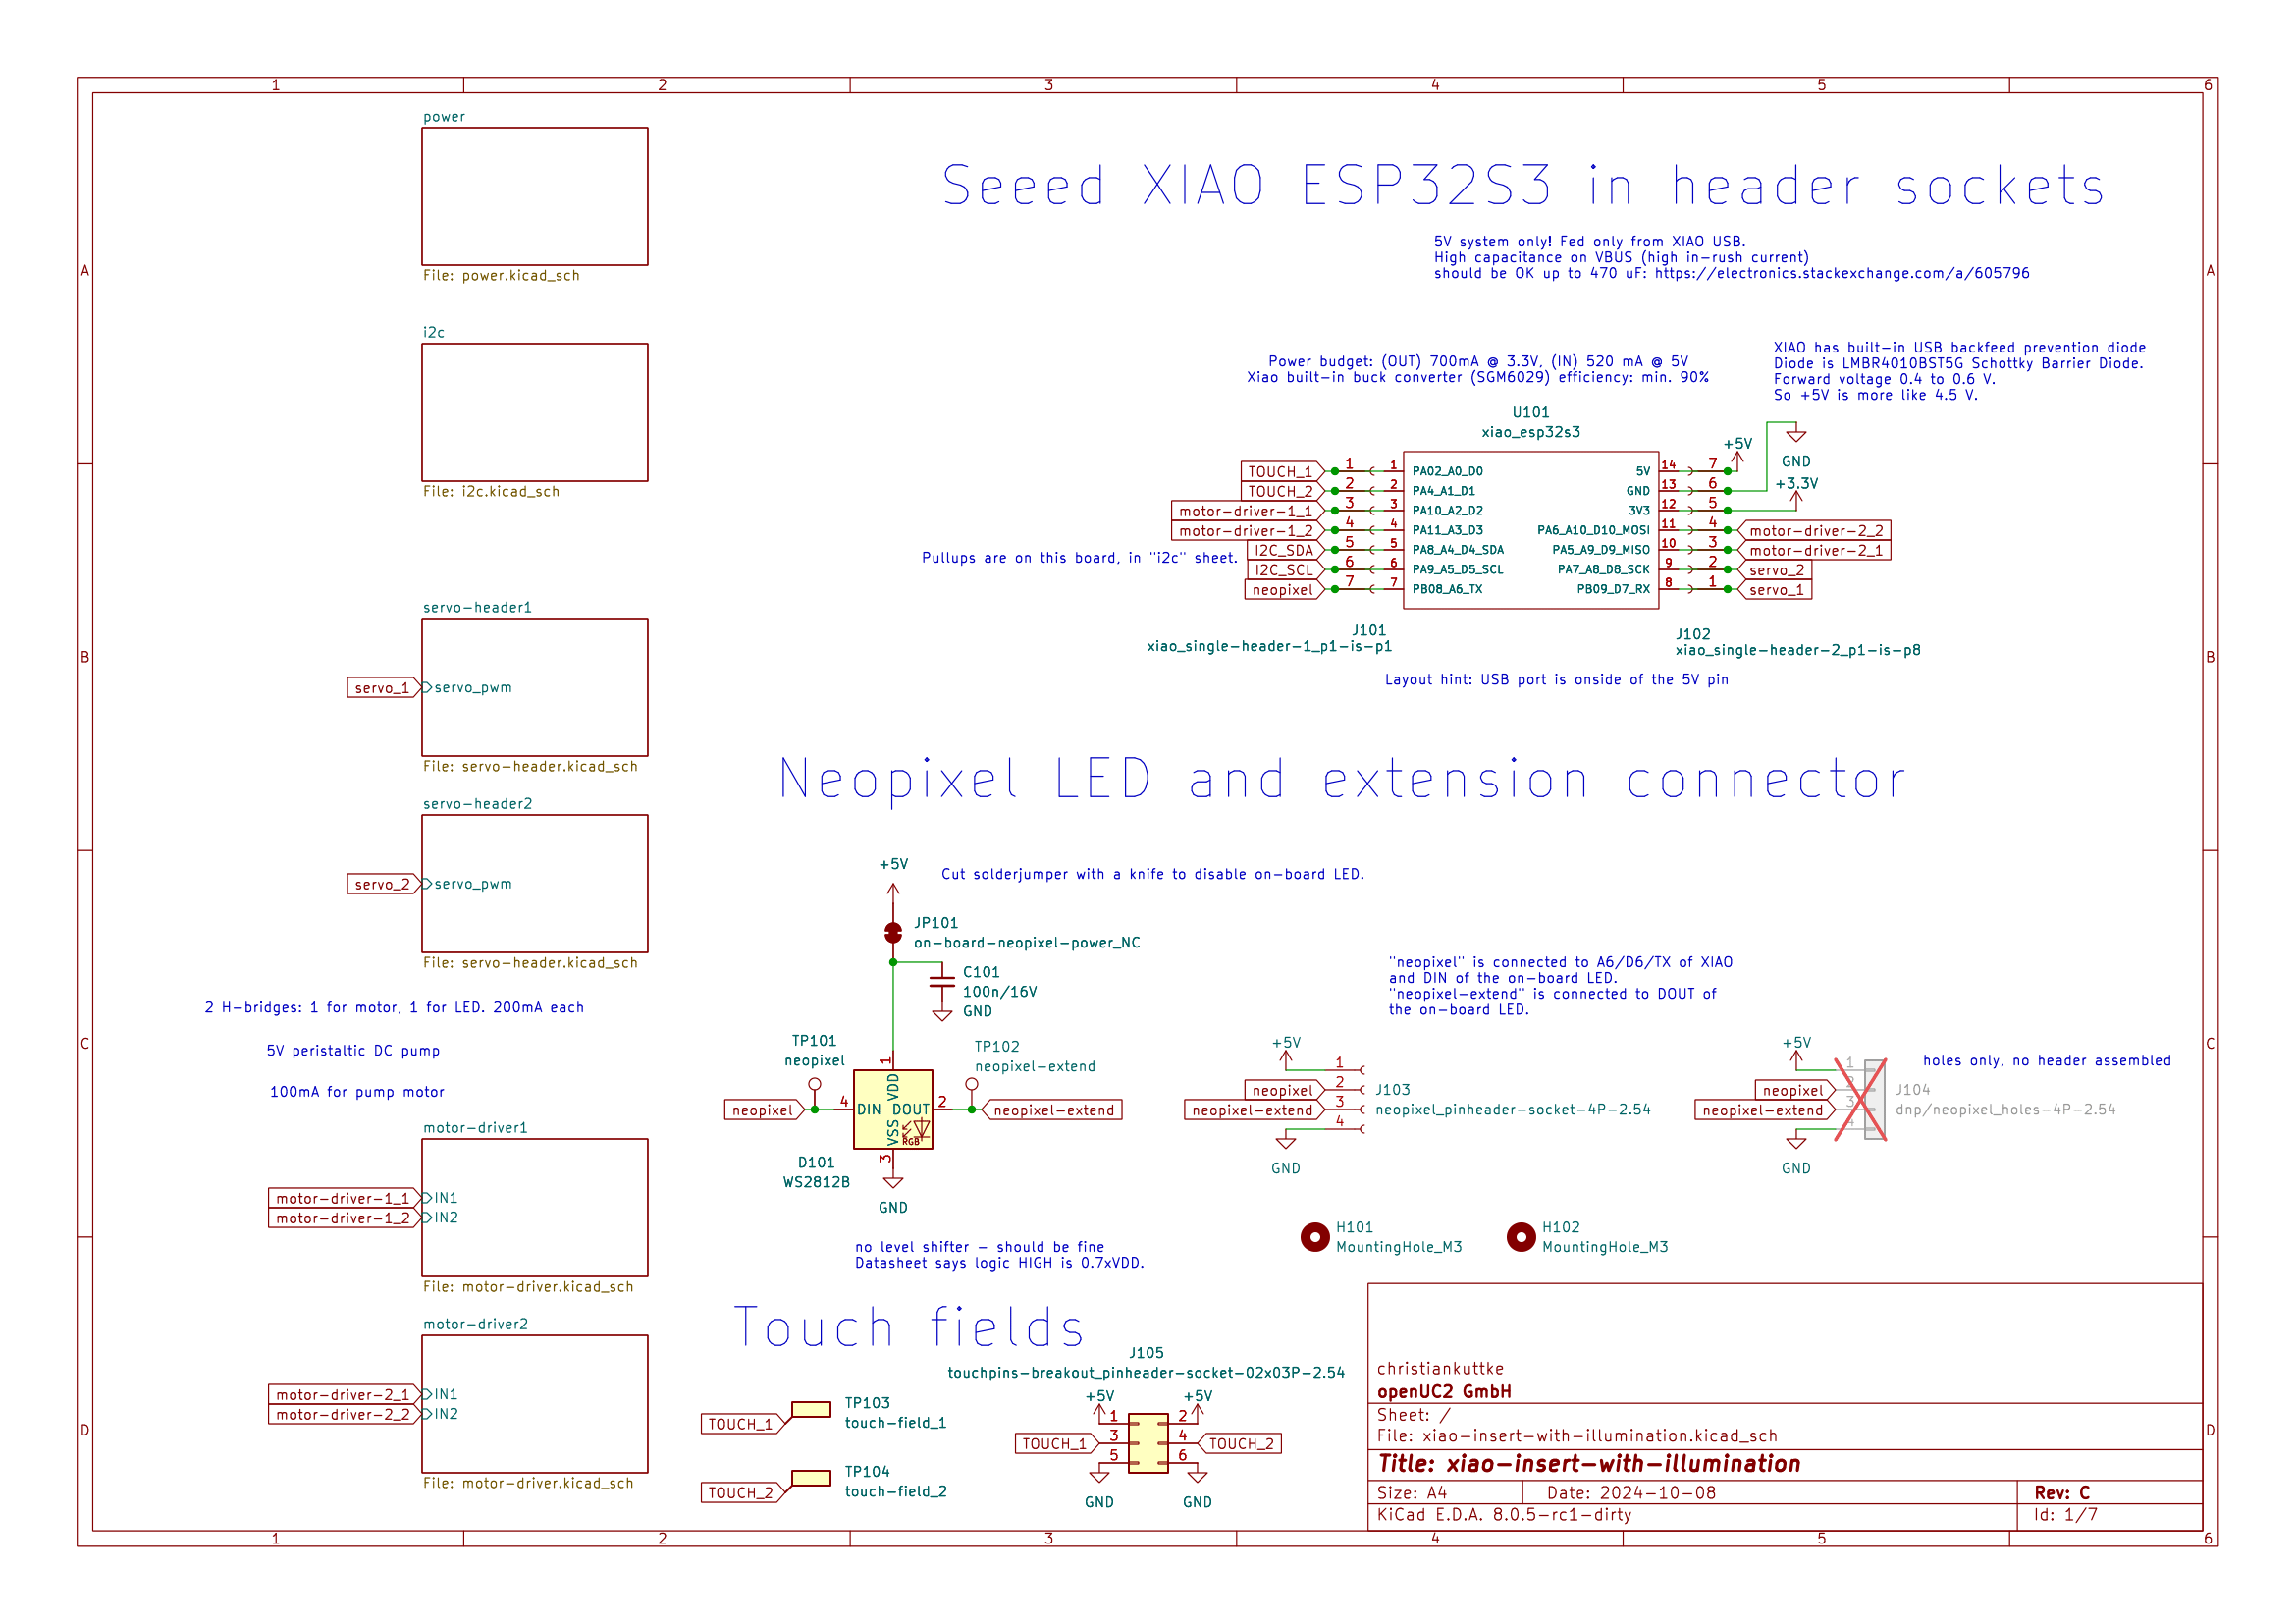 1 2 3 4 5 6
A
B
C
D
power
File: power.kicad_sch
i2c
File: i2c.kicad_sch
servo-header1
servo_1
servo_pwm
File: servo-header.kicad_sch
servo-header2
servo_2
servo_pwm
File: servo-header.kicad_sch
2 H-bridges: 1 for motor, 1 for LED. 200mA each
5V peristaltic DC pump
100mA for pump motor
motor-driver1
motor-driver-1_1
IN1
motor-driver-1_2
IN2
File: motor-driver.kicad_sch
motor-driver2
motor-driver-2_1
IN1
motor-driver-2_2
IN2
File: motor-driver.kicad_sch
Seeed XIAO ESP32S3 in header sockets
5V system only! Fed only from XIAO USB.
High capacitance on VBUS (high in-rush current)
should be OK up to 470 uF: https://electronics.stackexchange.com/a/605796
Power budget: (OUT) 700mA @ 3.3V, (IN) 520 mA @ 5V
Xiao built-in buck converter (SGM6029) efficiency: min. 90%
XIAO has built-in USB backfeed prevention diode
Diode is LMBR4010BST5G Schottky Barrier Diode.
Forward voltage 0.4 to 0.6 V.
So +5V is more like 4.5 V.
U101
xiao_esp32s3
+5V
GND
+3.3V
TOUCH_1 1 1 PA02_A0_D0 5V 14 7
TOUCH_2 2 2 PA4_A1_D1 GND 13 6
motor-driver-1_1 3 3 PA10_A2_D2 3V3 12 5
motor-driver-1_2 4 4 PA11_A3_D3 PA6_A10_D10_MOSI 11 4 motor-driver-2_2
I2C_SDA 5 5 PA8_A4_D4_SDA PA5_A9_D9_MISO 10 3 motor-driver-2_1
I2C_SCL 6 6 PA9_A5_D5_SCL PA7_A8_D8_SCK 9 2 servo_2
neopixel 7 7 PB08_A6_TX PB09_D7_RX 8 1 servo_1
Pullups are on this board, in "i2c" sheet.
J101
xiao_single-header-1_p1-is-p1
J102
xiao_single-header-2_p1-is-p8
Layout hint: USB port is onside of the 5V pin
Neopixel LED and extension connector
+5V
Cut solderjumper with a knife to disable on-board LED.
JP101
on-board-neopixel-power_NC
C101
100n/16V
GND
TP101
neopixel
TP102
neopixel-extend
neopixel 4 DIN DOUT 2 neopixel-extend
1 VDD
VSS 3
RGB
D101
WS2812B
GND
no level shifter - should be fine
Datasheet says logic HIGH is 0.7xVDD.
"neopixel" is connected to A6/D6/TX of XIAO
and DIN of the on-board LED.
"neopixel-extend" is connected to DOUT of
the on-board LED.
+5V
1
neopixel 2
neopixel-extend 3
4
GND
J103
neopixel_pinheader-socket-4P-2.54
+5V
1
neopixel 2
neopixel-extend 3
4
GND
holes only, no header assembled
J104
dnp/neopixel_holes-4P-2.54
H101
MountingHole_M3
H102
MountingHole_M3
Touch fields
TOUCH_1
TP103
touch-field_1
TOUCH_2
TP104
touch-field_2
J105
touchpins-breakout_pinheader-socket-02x03P-2.54
+5V +5V
1 2
TOUCH_1 3 4 TOUCH_2
5 6
GND GND
christiankuttke
openUC2 GmbH
Sheet: /
File: xiao-insert-with-illumination.kicad_sch
Title: xiao-insert-with-illumination
Size: A4 Date: 2024-10-08 Rev: C
KiCad E.D.A. 8.0.5-rc1-dirty Id: 1/7
A
B
C
D
1 2 3 4 5 6